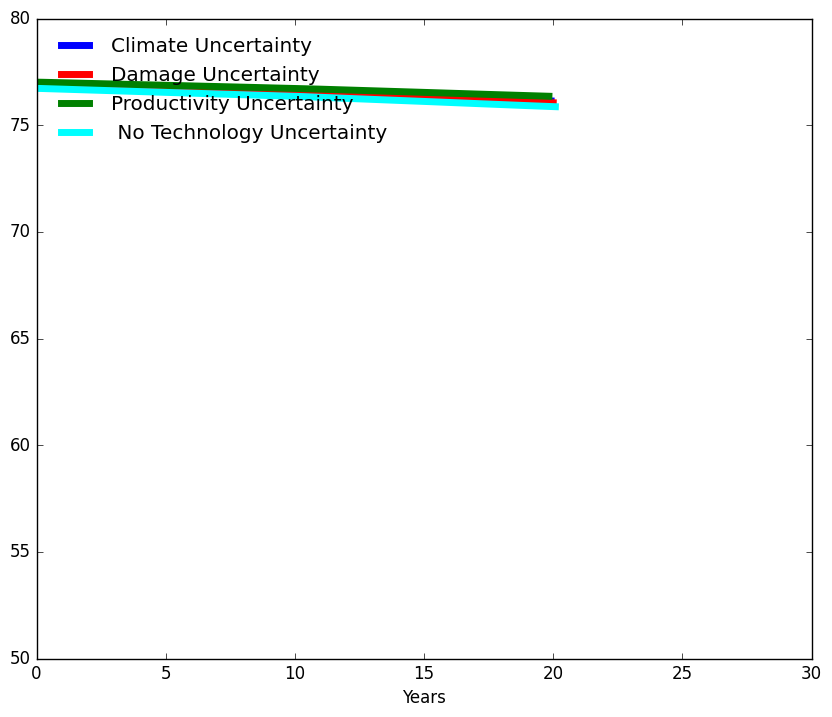 80
Climate Uncertainty
Damage Uncertainty
Productivity Uncertainty
No Technology Uncertainty
75
70
65
60
55
50
0 5 10 15 20 25 30
Years